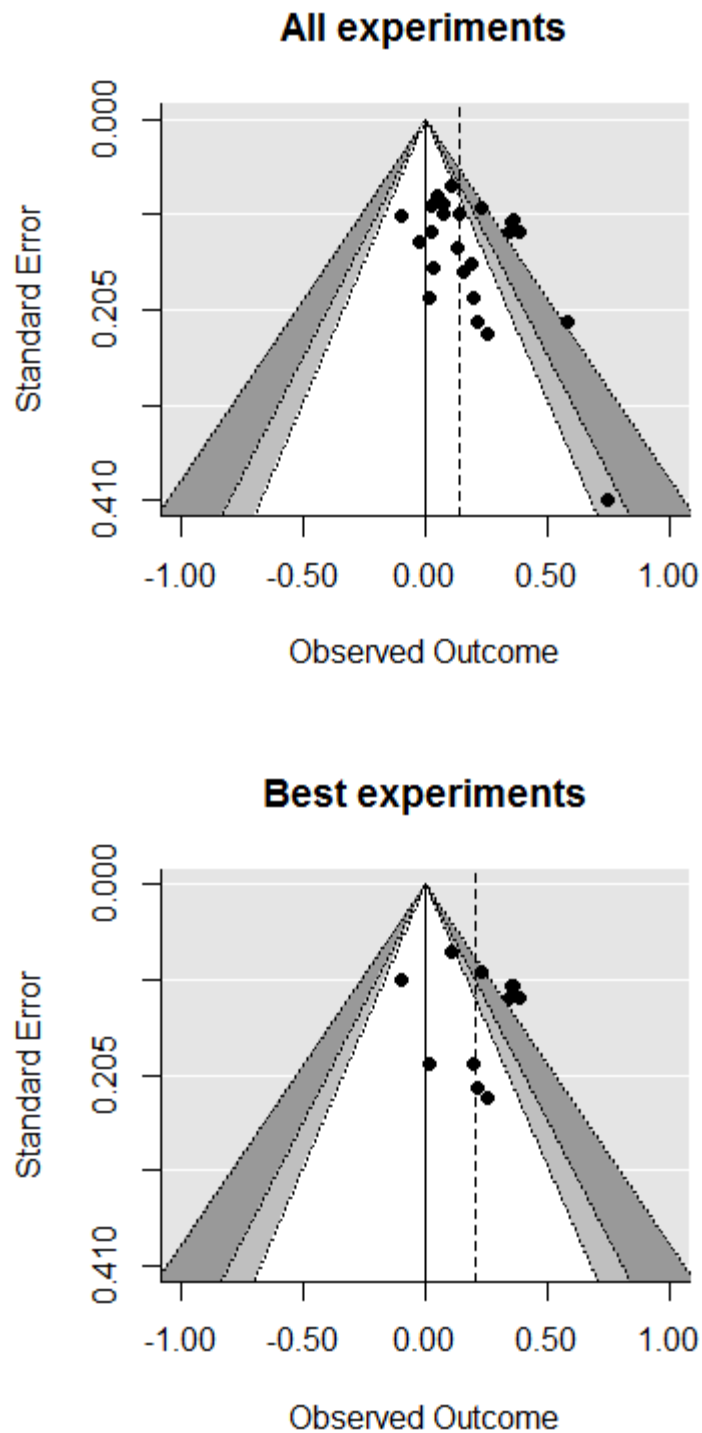 All experiments
0.000
0.205
0.410
Standard Error
-1.00 -0.50 0.00 0.50 1.00
Observed Outcome
Best experiments
0.000
0.205
0.410
Standard Error
-1.00 -0.50 0.00 0.50 1.00
Observed Outcome